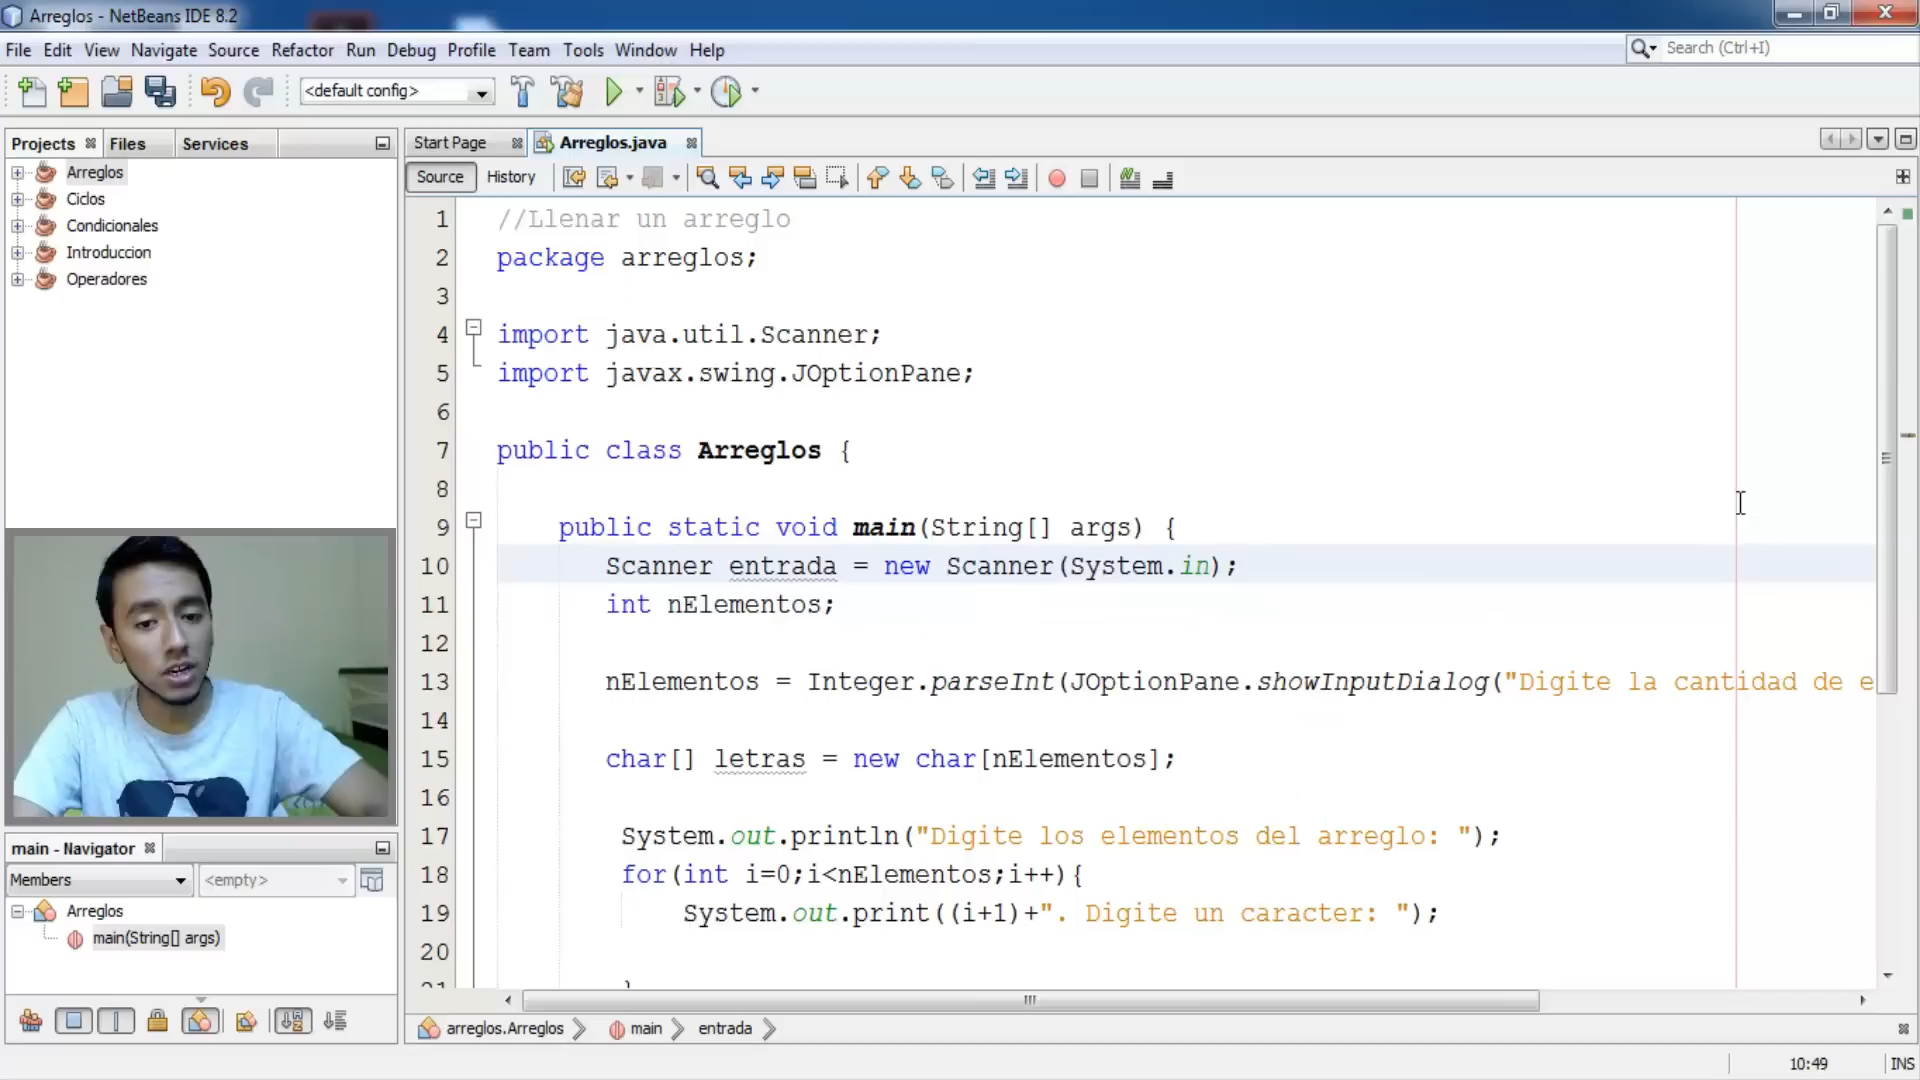 Arreglos - NetBeans IDE 8.2
File Edit View Navigate Source Refactor Run Debug Profile Team Tools Window Help
Search (Ctrl+I)
<default config>
Projects Files Services
Start Page Arreglos.java
Source History
Arreglos
Ciclos
Condicionales
Introduccion
Operadores
1 //Llenar un arreglo
2 package arreglos;
3
4 import java.util.Scanner;
5 import javax.swing.JOptionPane;
6
7 public class Arreglos {
8
9 public static void main(String[] args) {
10 Scanner entrada = new Scanner(System.in);
11 int nElementos;
12
13 nElementos = Integer.parseInt(JOptionPane.showInputDialog("Digite la cantidad de e
14
15 char[] letras = new char[nElementos];
16
17 System.out.println("Digite los elementos del arreglo: ");
18 for(int i=0;i<nElementos;i++){
19 System.out.print((i+1)+". Digite un caracter: ");
20
main - Navigator
Members <empty>
Arreglos
main(String[] args)
arreglos.Arreglos main entrada
10:49 INS